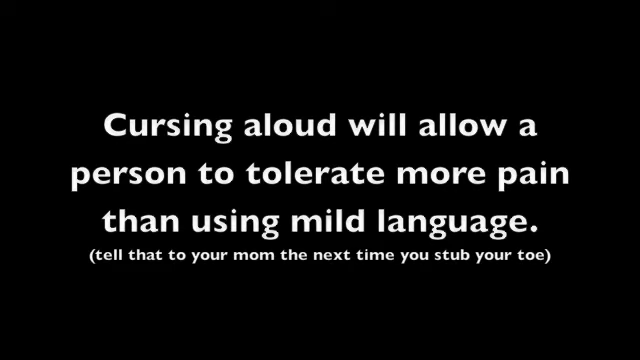 Cursing aloud will allow a
person to tolerate more pain
than using mild language.
(tell that to your mom the next time you stub your toe)